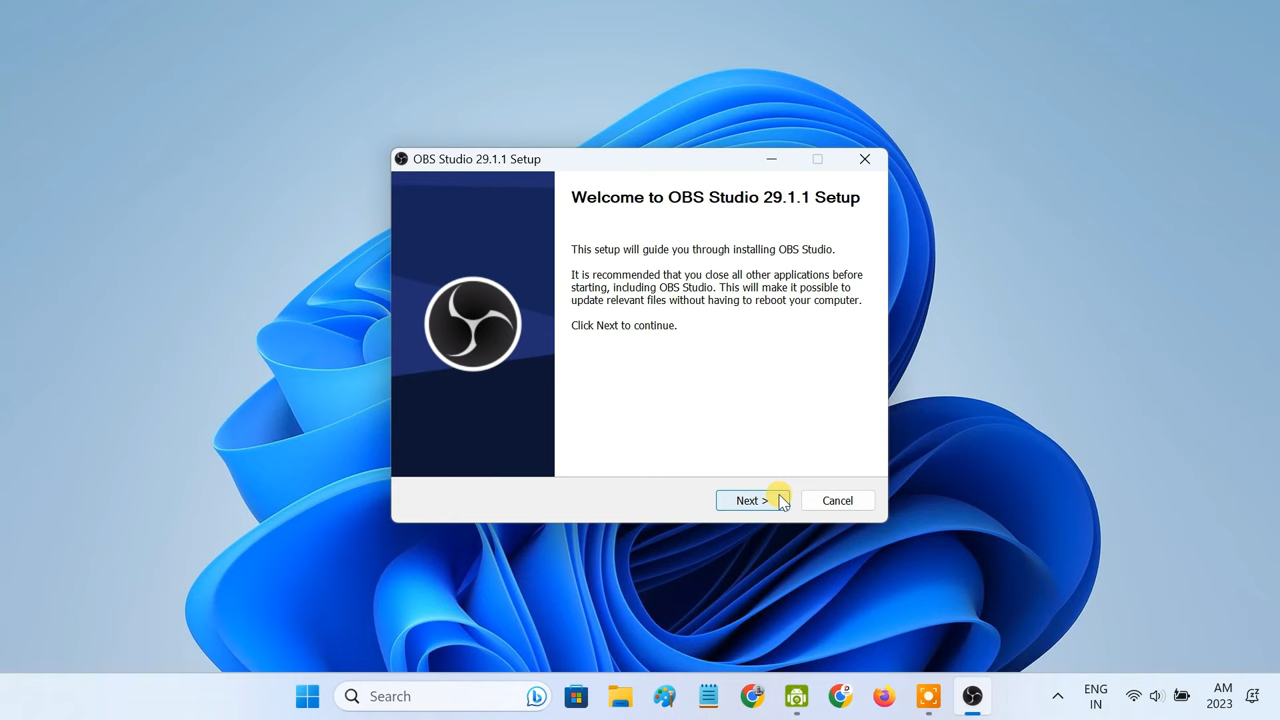 OBS Studio 29.1.1 Setup
Welcome to OBS Studio 29.1.1 Setup
This setup will guide you through installing OBS Studio.
It is recommended that you close all other applications before
starting, including OBS Studio. This will make it possible to
update relevant files without having to reboot your computer.
Click Next to continue.
Next >
Cancel
Search
ENG
IN
AM
2023